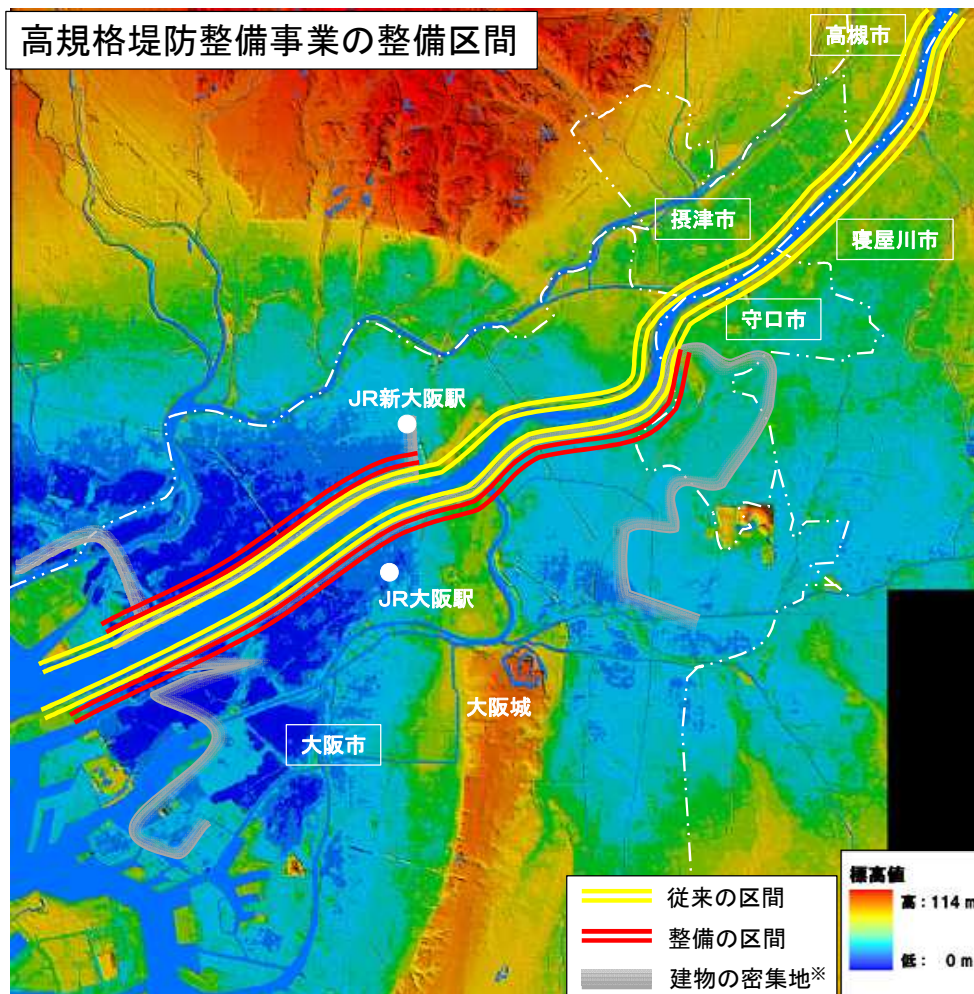 高規格堤防整備事業の整備区間
高槻市
摂津市
寝屋川市
守口市
JR新大阪駅
JR大阪駅
大阪城
大阪市
従来の区間
整備の区間
建物の密集地※
標高値
高:114 m
低: 0 m